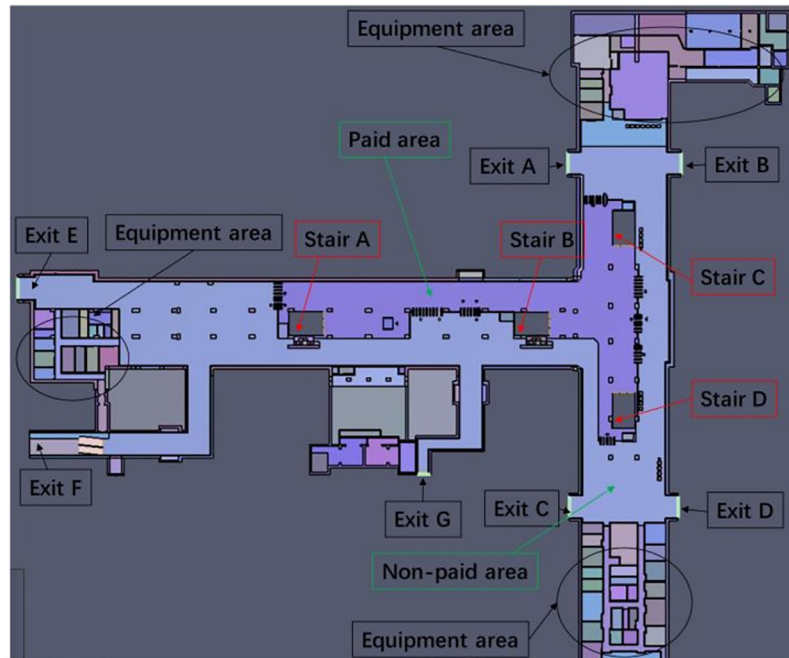 Equipment area
Paid area
Exit A
Exit B
Exit E
Equipment area
Stair A
Stair B
Stair C
Stair D
Exit F
Exit G
Exit C
Exit D
Non-paid area
Equipment area